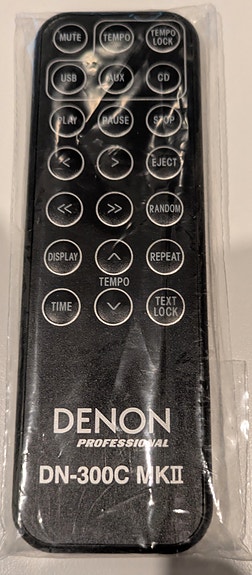 MUTE TEMPO TEMPO LOCK
USB AUX CD
PLAY PAUSE STOP
< > EJECT
<< >> RANDOM
DISPLAY REPEAT
TEMPO
TIME TEXT LOCK
DENON
PROFESSIONAL
DN-300C MKII